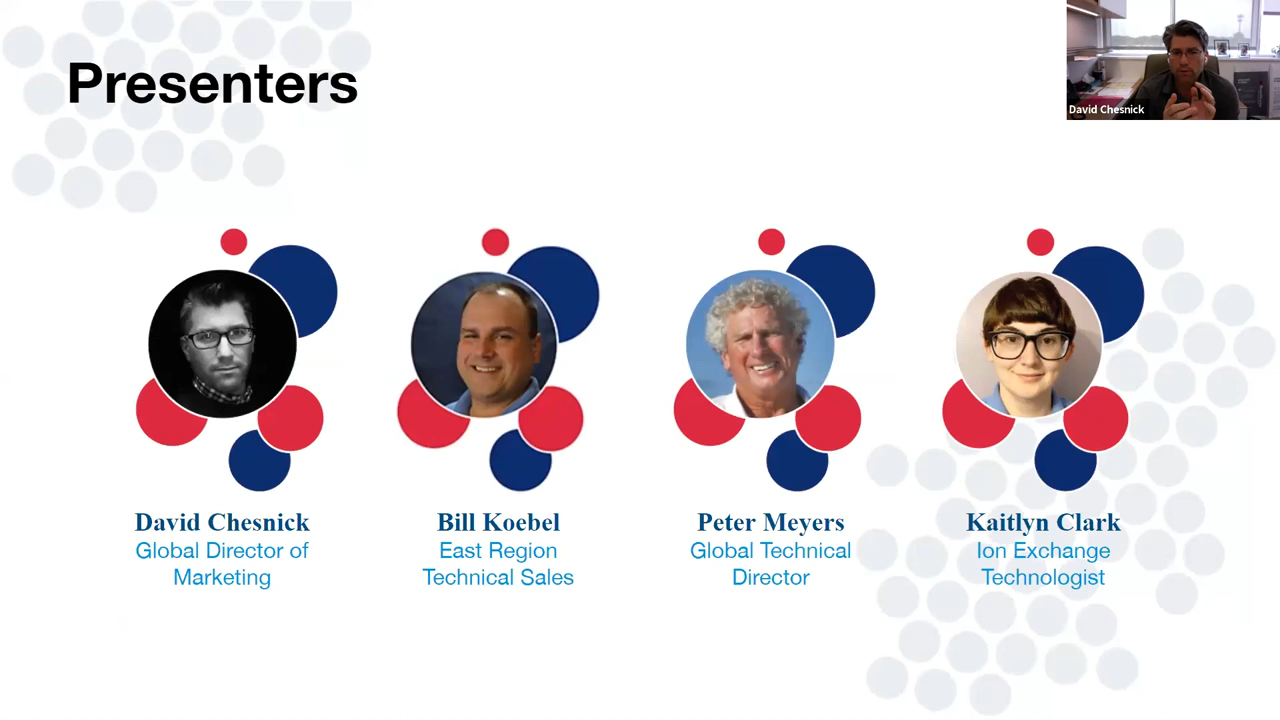 Presenters
David Chesnick
David Chesnick
Global Director of
Marketing
Bill Koebel
East Region
Technical Sales
Peter Meyers
Global Technical
Director
Kaitlyn Clark
Ion Exchange
Technologist